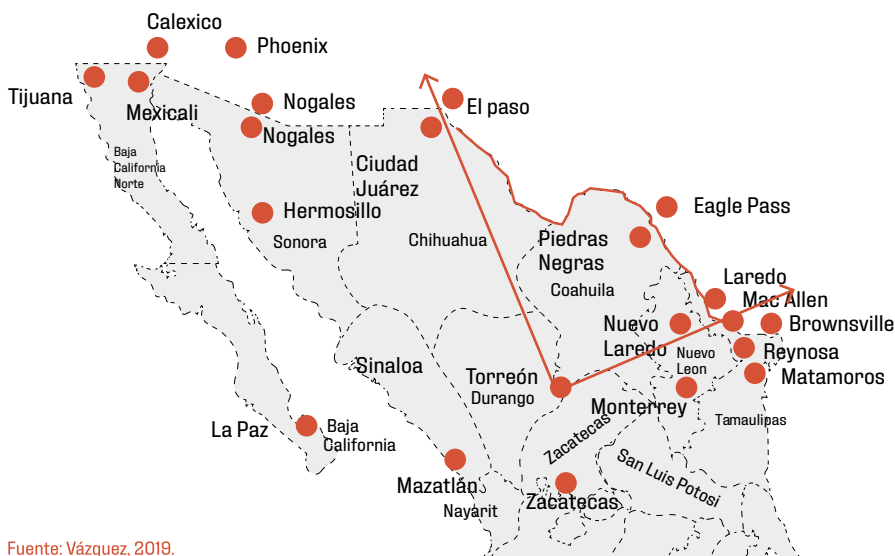 Calexico
Phoenix
Tijuana
Mexicali
Nogales
El paso
Nogales
Baja
California
Norte
Ciudad
Juárez
Hermosillo
Sonora
Chihuahua
Eagle Pass
Piedras
Negras
Coahuila
Laredo
Mac Allen
Nuevo
Laredo
Brownsville
Nuevo
Leon
Reynosa
Sinaloa
Torreón
Durango
Matamoros
Monterrey
Tamaulipas
La Paz
Baja
California
Zacatecas
San Luis Potosi
Mazatlán
Nayarit
Zacatecas
Fuente: Vázquez, 2019.